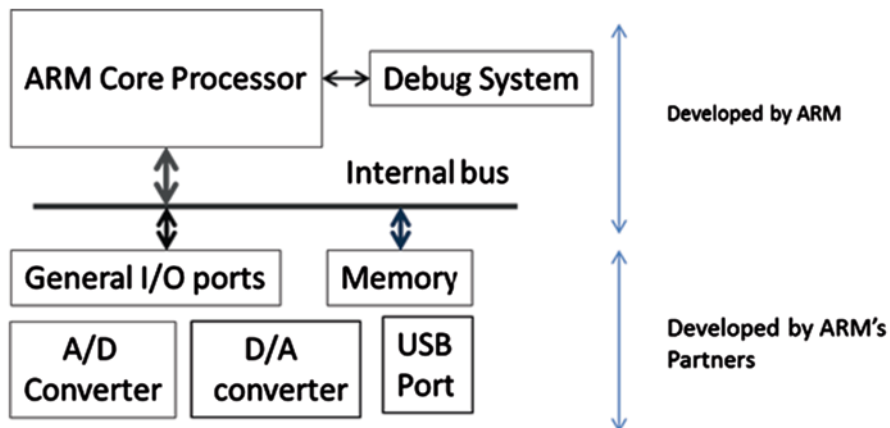 ARM Core Processor
Debug System
Developed by ARM
Internal bus
General I/O ports
Memory
A/D
Converter
D/A
converter
USB
Port
Developed by ARM's
Partners